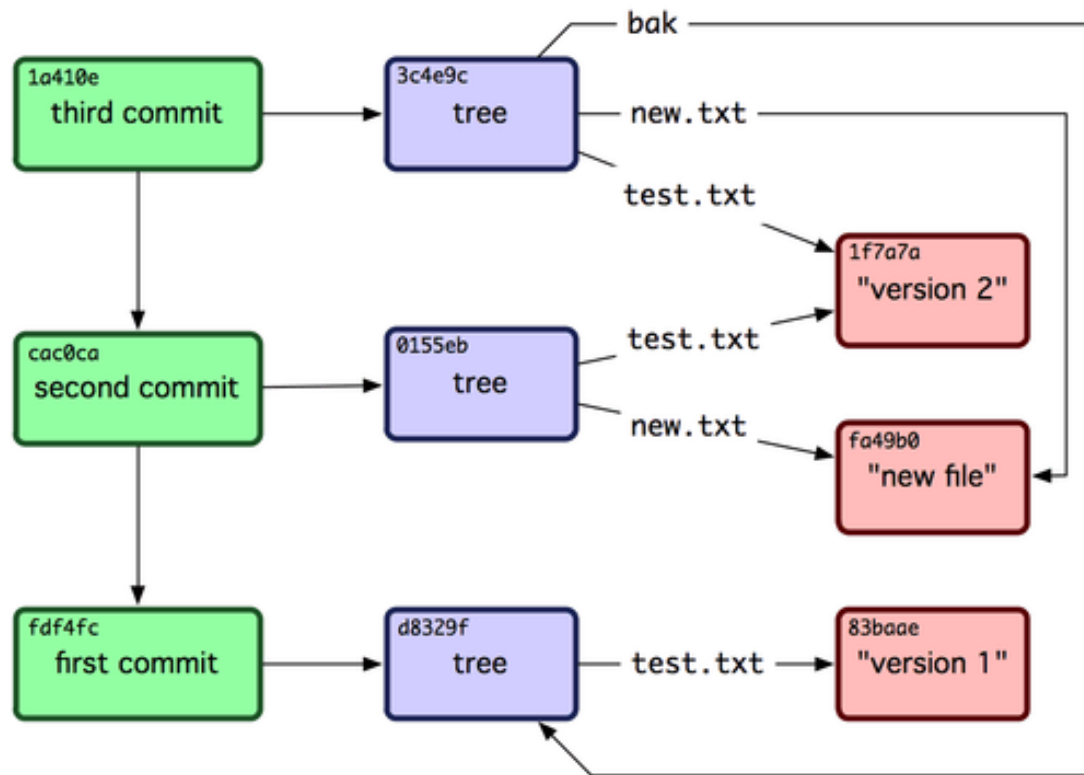 bak
1a410e
third commit
3c4e9c
tree
new.txt
test.txt
1f7a7a
"version 2"
cac0ca
second commit
0155eb
tree
test.txt
new.txt
fa49b0
"new file"
fdf4fc
first commit
d8329f
tree
test.txt
83baae
"version 1"